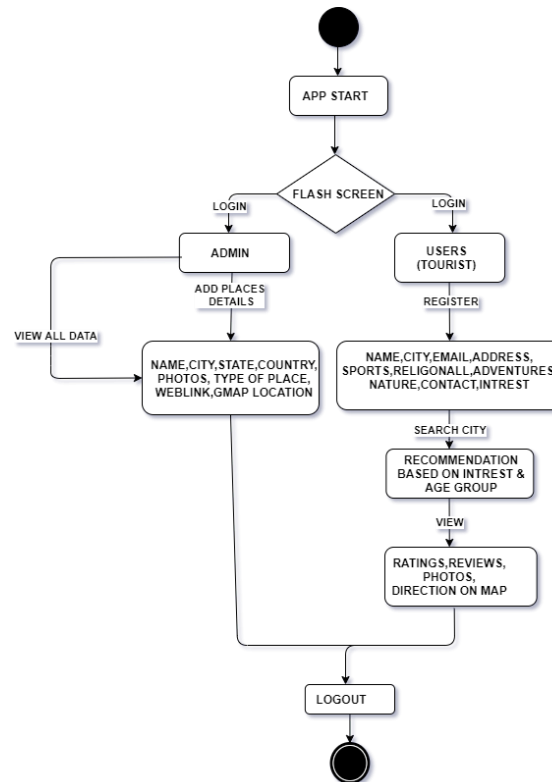 APP START
FLASH SCREEN
LOGIN
LOGIN
ADMIN
USERS
(TOURIST)
ADD PLACES
DETAILS
REGISTER
VIEW ALL DATA
NAME,CITY,STATE,COUNTRY,
PHOTOS, TYPE OF PLACE,
WEBLINK,GMAP LOCATION
NAME,CITY,EMAIL,ADDRESS,
SPORTS,RELIGONALL,ADVENTURES
NATURE,CONTACT,INTREST
SEARCH CITY
RECOMMENDATION
BASED ON INTREST &
AGE GROUP
VIEW
RATINGS,REVIEWS,
PHOTOS,
DIRECTION ON MAP
LOGOUT